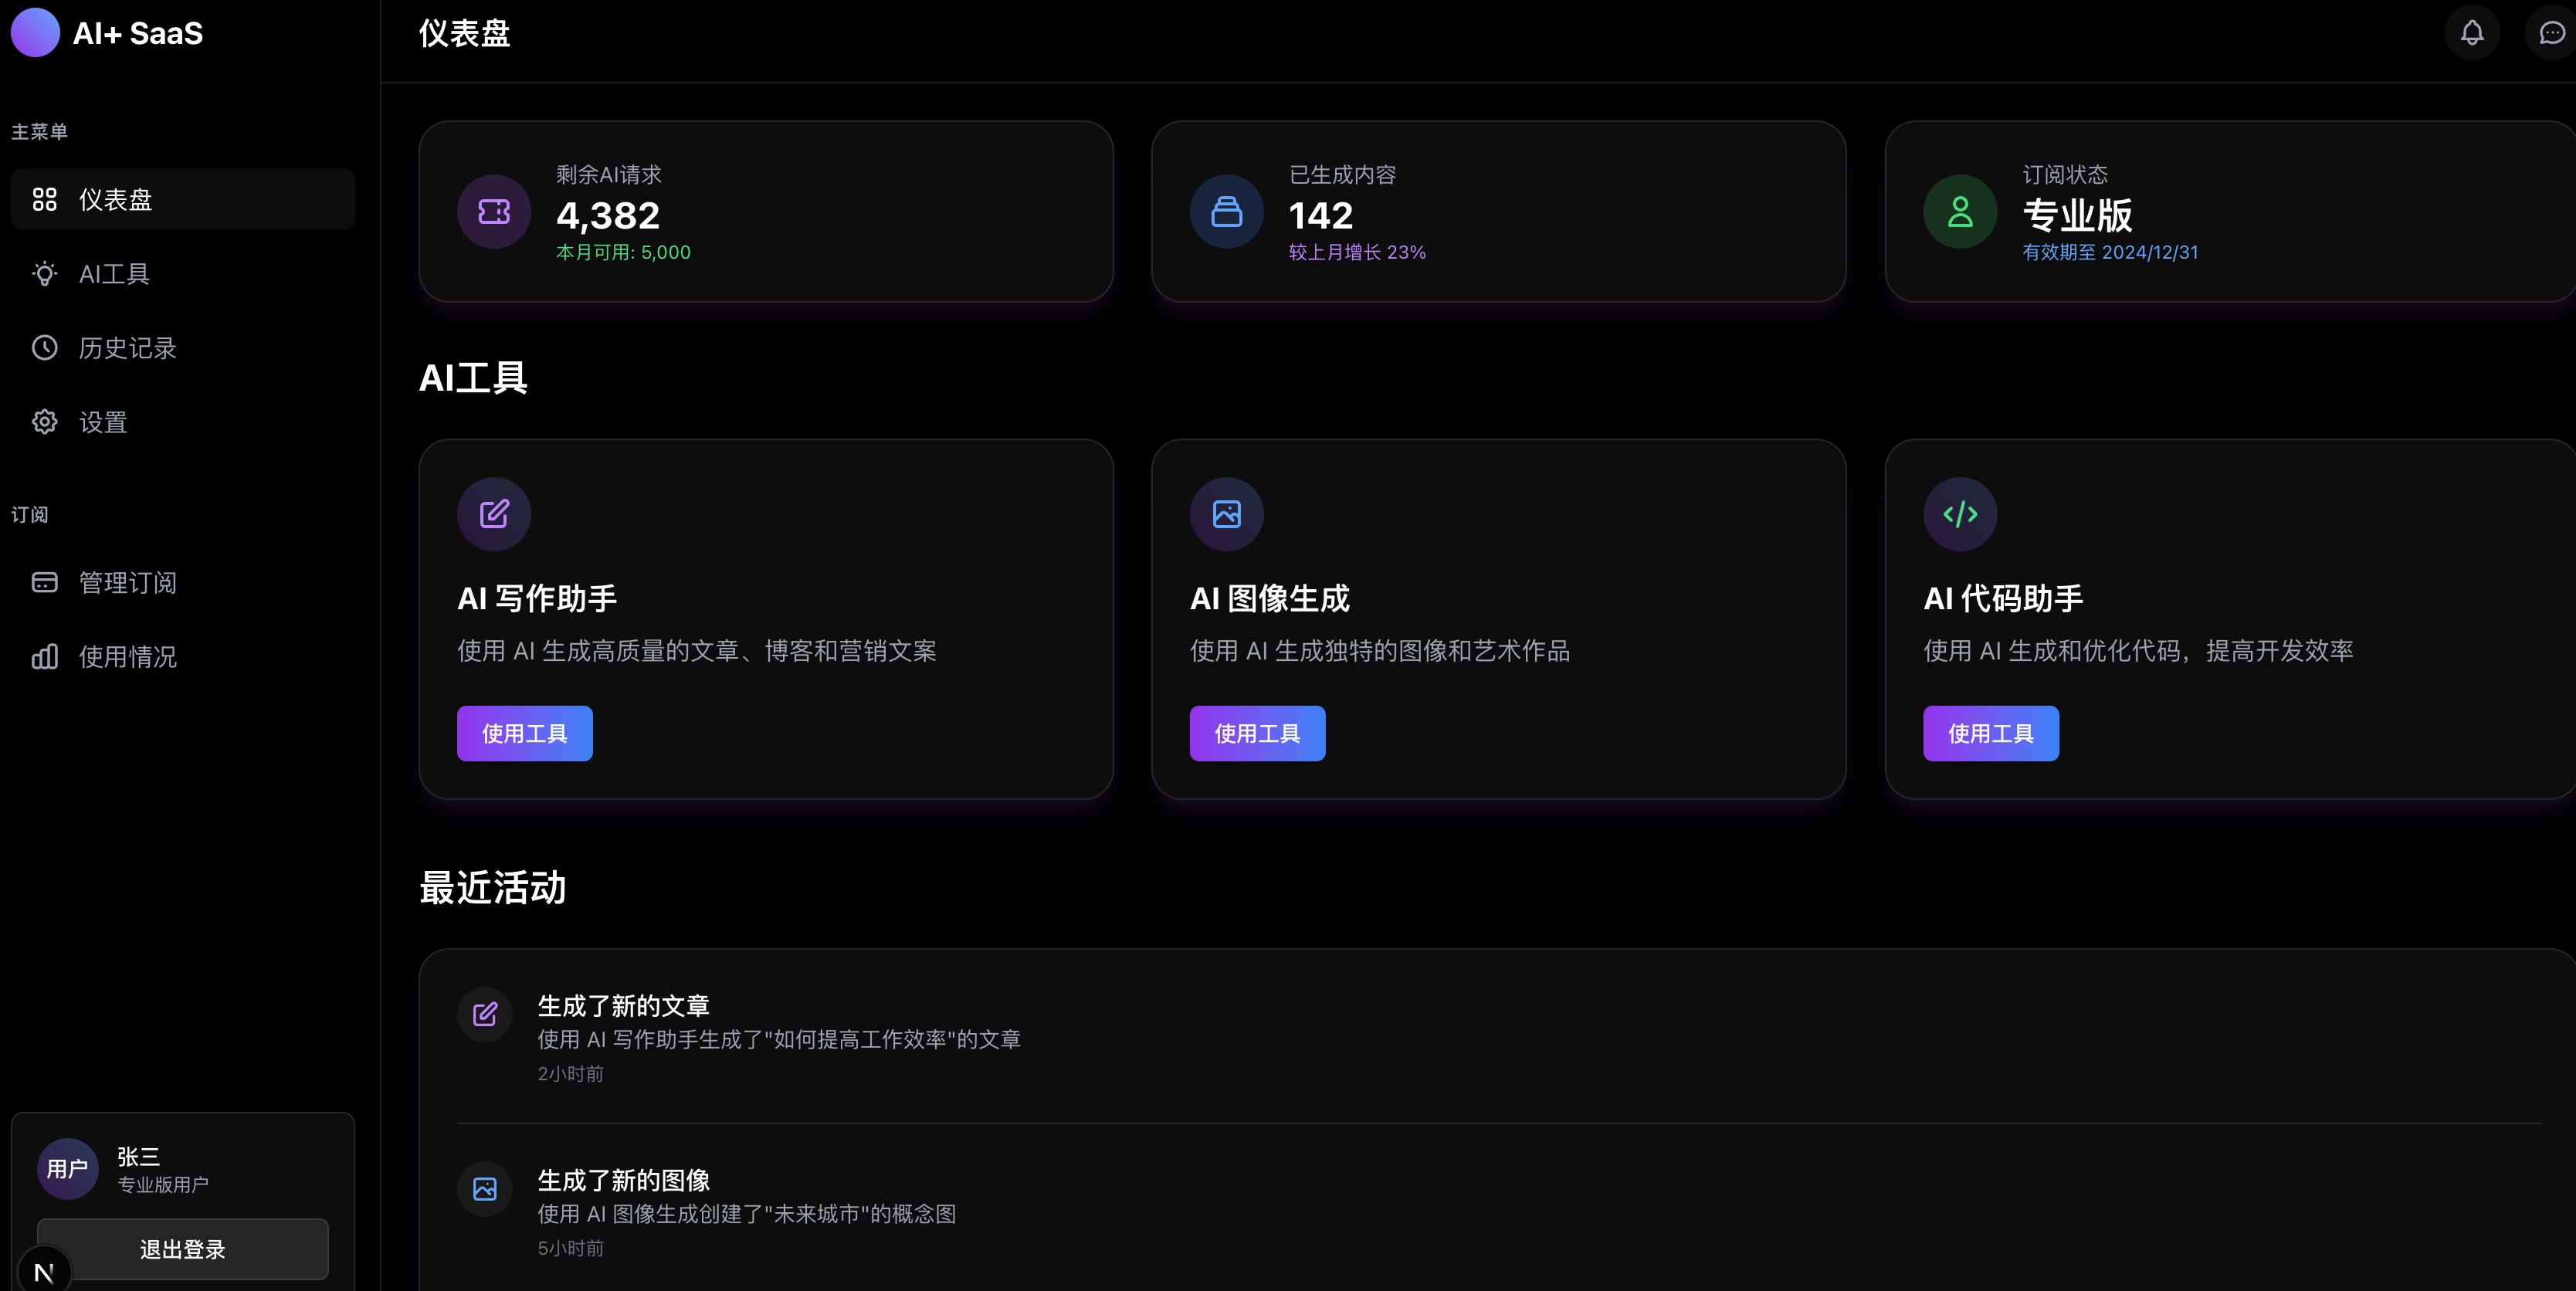 AI+ SaaS
主菜单
仪表盘
AI工具
历史记录
设置
订阅
管理订阅
使用情况
用户
张三
专业版用户
退出登录
N
仪表盘
剩余AI请求
4,382
本月可用: 5,000
已生成内容
142
较上月增长 23%
订阅状态
专业版
有效期至 2024/12/31
AI工具
AI 写作助手
使用 AI 生成高质量的文章、博客和营销文案
使用工具
AI 图像生成
使用 AI 生成独特的图像和艺术作品
使用工具
AI 代码助手
使用 AI 生成和优化代码，提高开发效率
使用工具
最近活动
生成了新的文章
使用 AI 写作助手生成了"如何提高工作效率"的文章
2小时前
生成了新的图像
使用 AI 图像生成创建了"未来城市"的概念图
5小时前